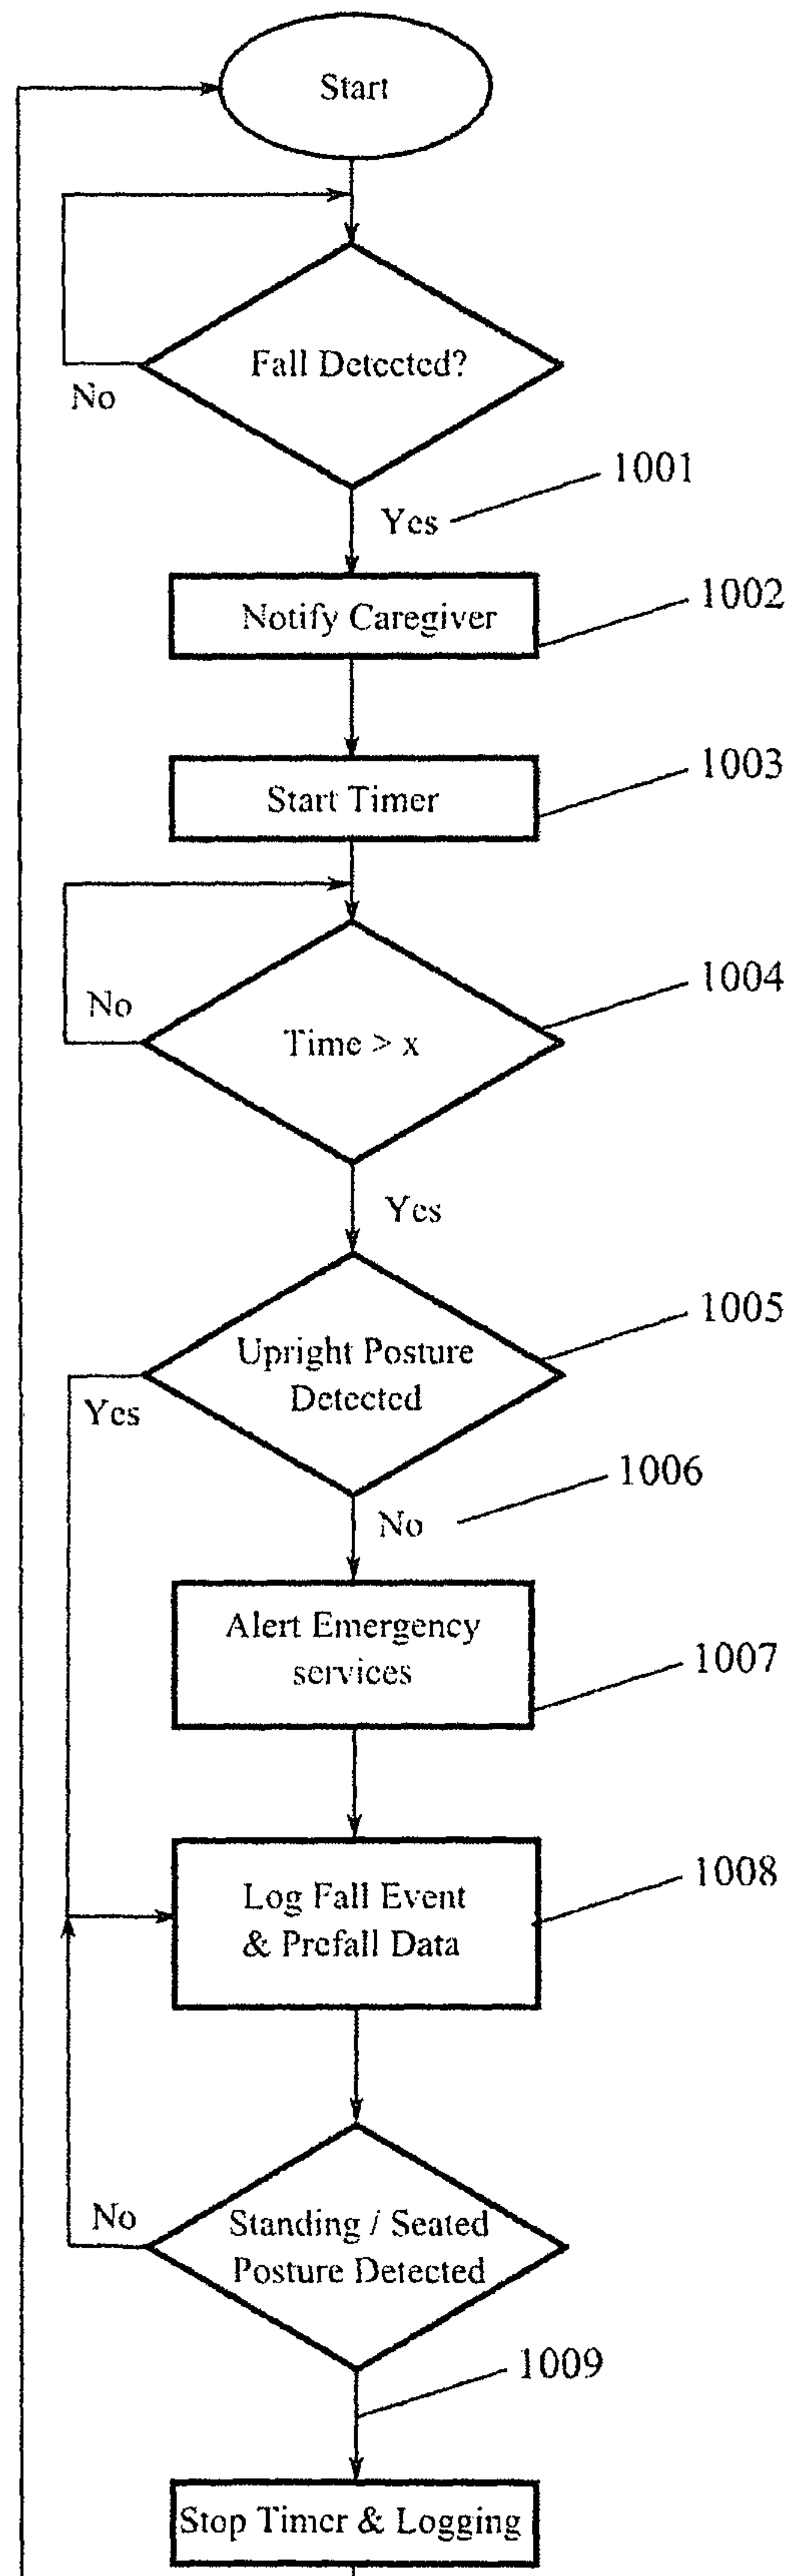 Start
Fall Detected?
No
1001
Yes
1002
Notify Caregiver
1003
Start Timer
1004
No
Time > x
Yes
1005
Upright Posture
Detected
Yes
1006
No
Alert Emergency
services
1007
1008
Log Fall Event
& Prefall Data
No
Standing / Seated
Posture Detected
1009
Stop Timer & Logging